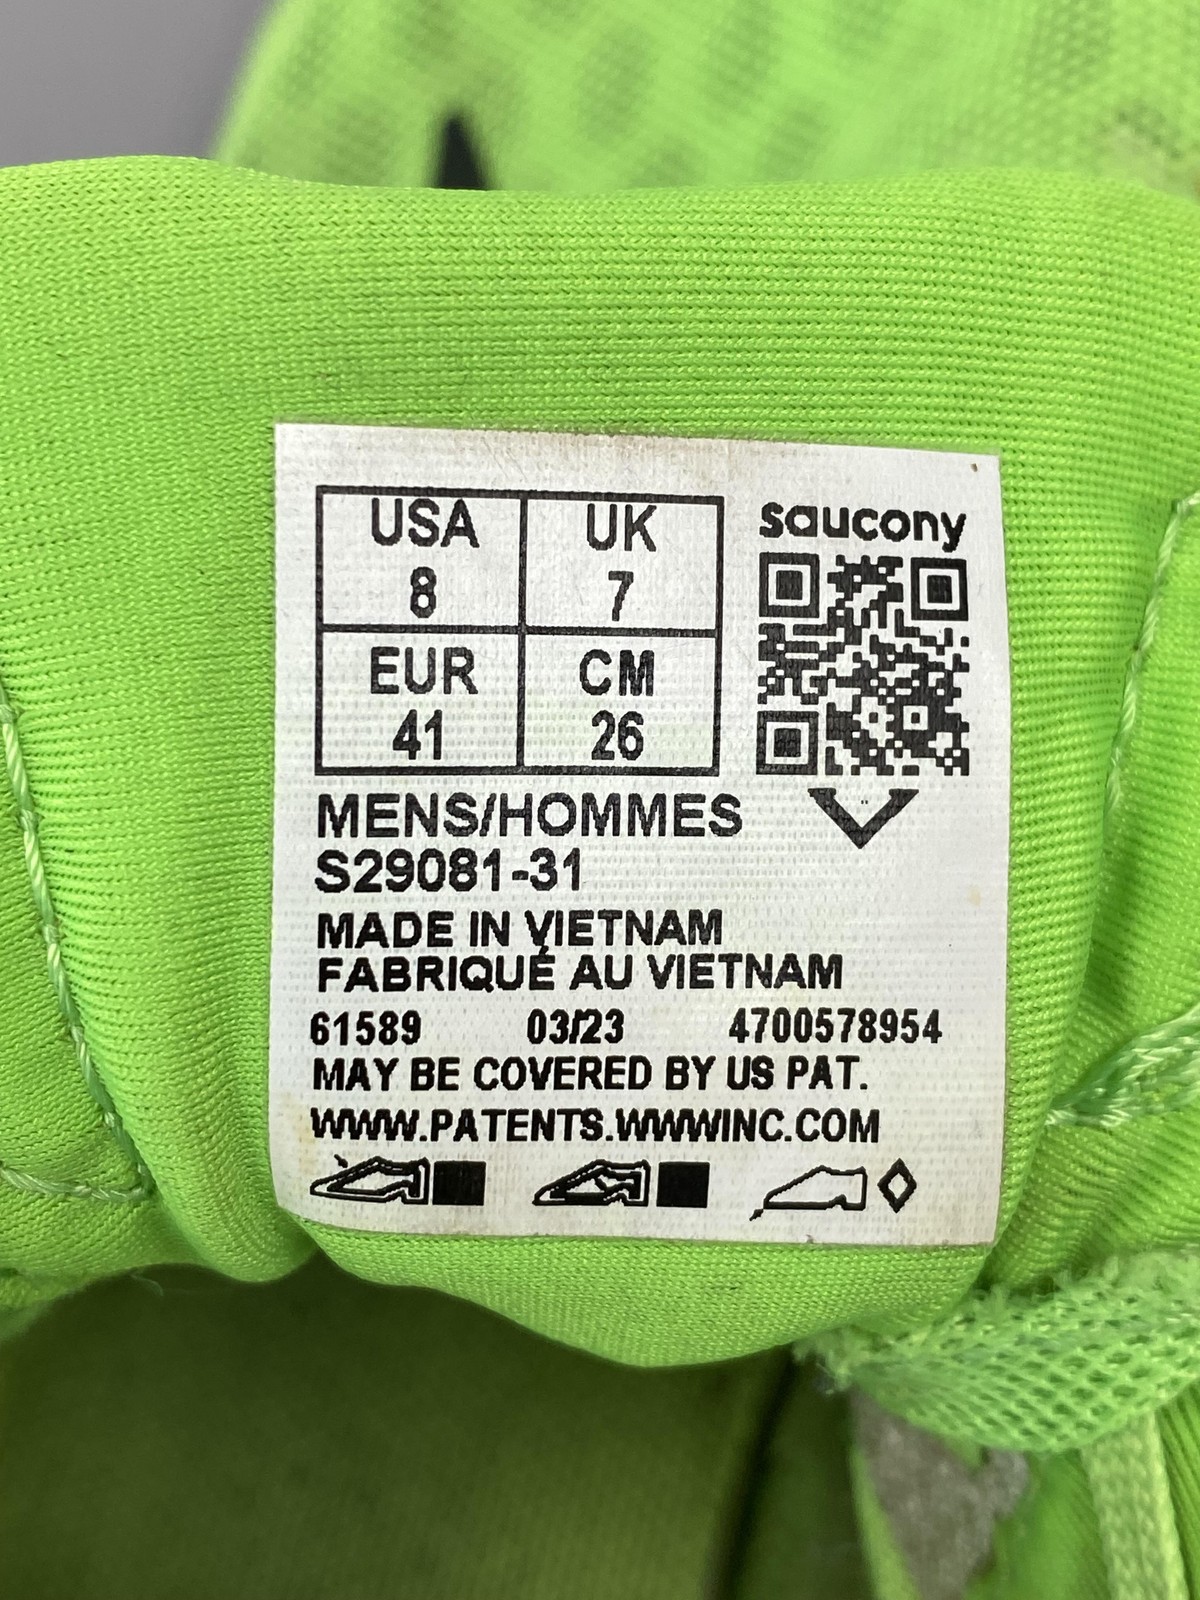 USA UK
8 7
EUR CM
41 26
saucony
MENS/HOMMES
S29081-31
MADE IN VIETNAM
FABRIQUÉ AU VIETNAM
61589 03/23 4700578954
MAY BE COVERED BY US PAT.
WWW.PATENTS.WWWINC.COM